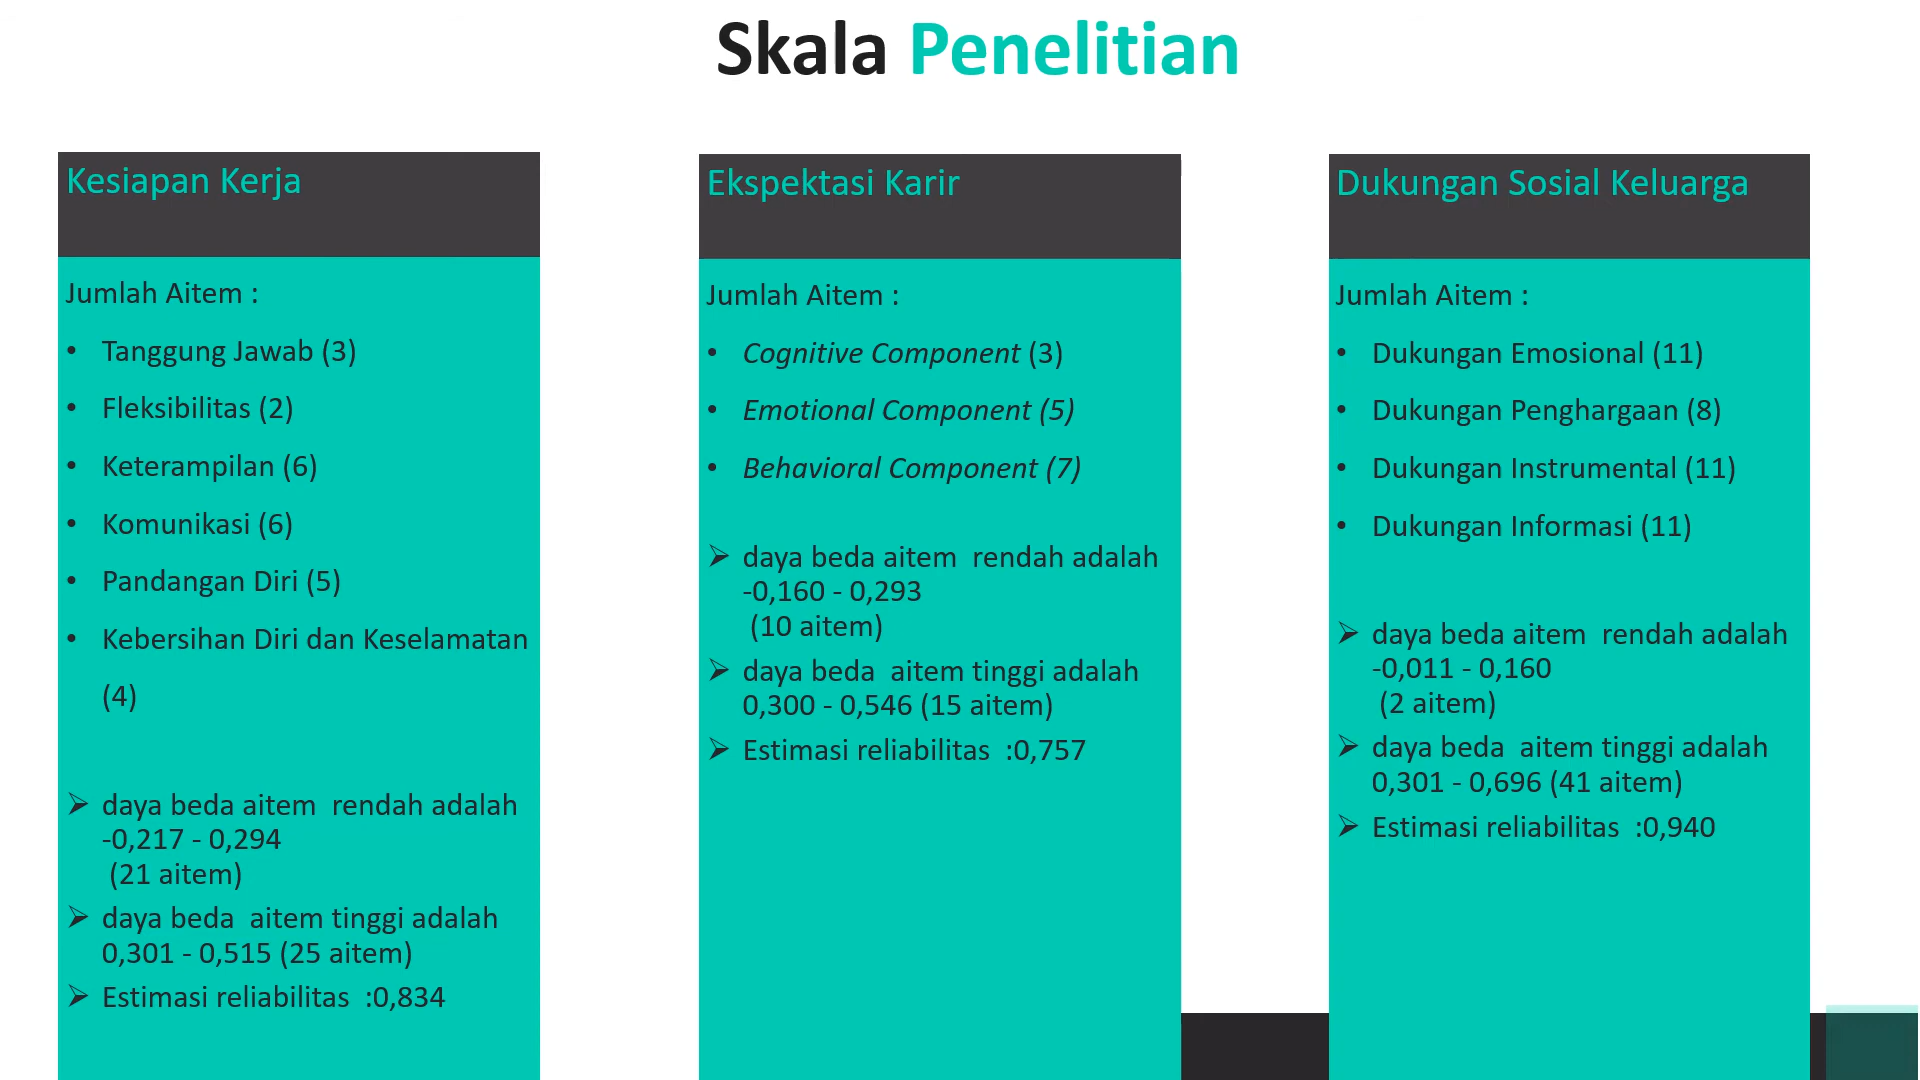 Skala Penelitian
Kesiapan Kerja
Jumlah Aitem :
• Tanggung Jawab (3)
• Fleksibilitas (2)
• Keterampilan (6)
• Komunikasi (6)
• Pandangan Diri (5)
• Kebersihan Diri dan Keselamatan
(4)
➢ daya beda aitem  rendah adalah
-0,217 - 0,294
(21 aitem)
➢ daya beda  aitem tinggi adalah
0,301 - 0,515 (25 aitem)
➢ Estimasi reliabilitas  :0,834
Ekspektasi Karir
Jumlah Aitem :
• Cognitive Component (3)
• Emotional Component (5)
• Behavioral Component (7)
➢ daya beda aitem  rendah adalah
-0,160 - 0,293
(10 aitem)
➢ daya beda  aitem tinggi adalah
0,300 - 0,546 (15 aitem)
➢ Estimasi reliabilitas  :0,757
Dukungan Sosial Keluarga
Jumlah Aitem :
• Dukungan Emosional (11)
• Dukungan Penghargaan (8)
• Dukungan Instrumental (11)
• Dukungan Informasi (11)
➢ daya beda aitem  rendah adalah
-0,011 - 0,160
(2 aitem)
➢ daya beda  aitem tinggi adalah
0,301 - 0,696 (41 aitem)
➢ Estimasi reliabilitas  :0,940